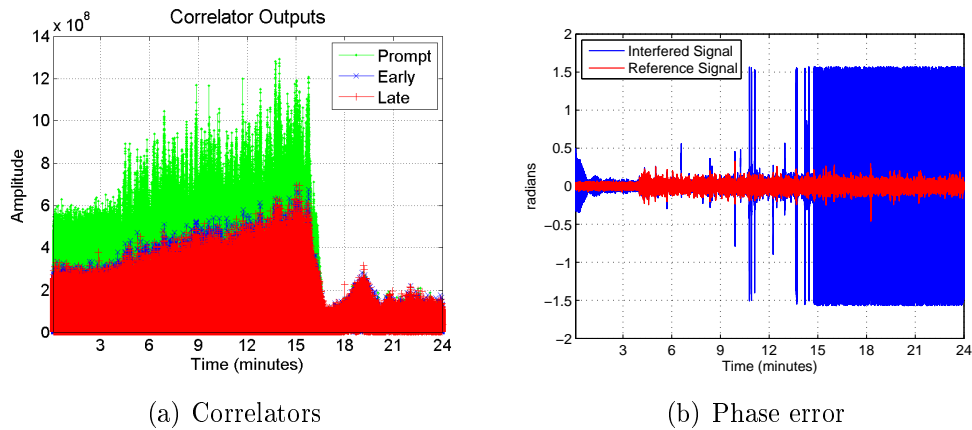 Correlator Outputs
x 10^8
14
12
10
8
6
4
2
0
Amplitude
Prompt
Early
Late
3 6 9 12 15 18 21 24
Time (minutes)
(a) Correlators
2
1.5
1
0.5
0
−0.5
−1
−1.5
−2
radians
Interfered Signal
Reference Signal
3 6 9 12 15 18 21 24
Time (minutes)
(b) Phase error